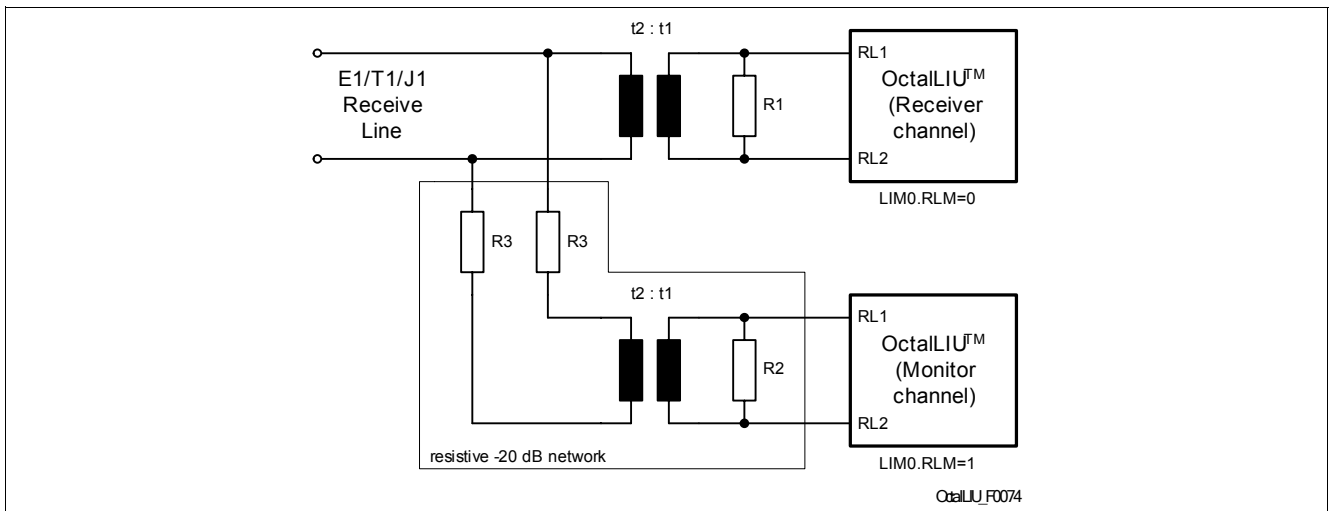 t2 : t1
E1/T1/J1
Receive
Line
R1
RL1
OctalLIU™
(Receiver
channel)
RL2
LIM0.RLM=0
R3
R3
t2 : t1
R2
RL1
OctalLIU™
(Monitor
channel)
RL2
resistive -20 dB network
LIM0.RLM=1
OctalLIU_F0074